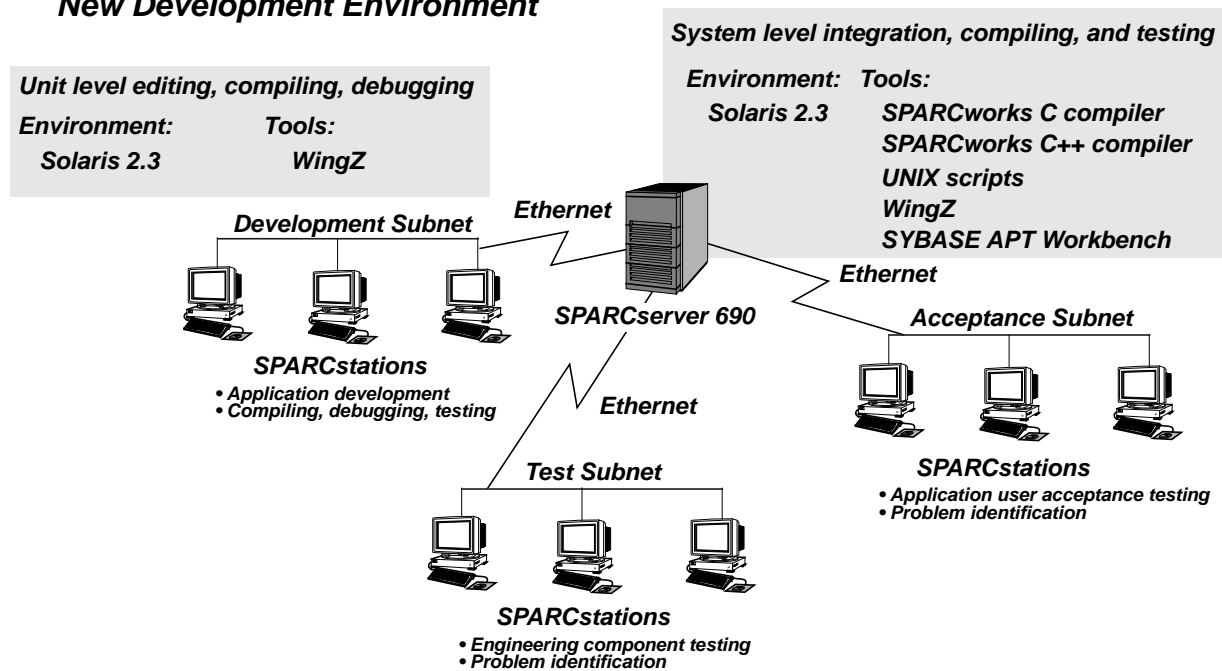 New Development Environment
System level integration, compiling, and testing
Environment: Tools:
Solaris 2.3 SPARCworks C compiler
SPARCworks C++ compiler
UNIX scripts
WingZ
SYBASE APT Workbench
Unit level editing, compiling, debugging
Environment: Tools:
Solaris 2.3 WingZ
Development Subnet
Ethernet
SPARCserver 690
Ethernet
SPARCstations
• Application development
• Compiling, debugging, testing
Ethernet
Acceptance Subnet
SPARCstations
• Application user acceptance testing
• Problem identification
Test Subnet
SPARCstations
• Engineering component testing
• Problem identification